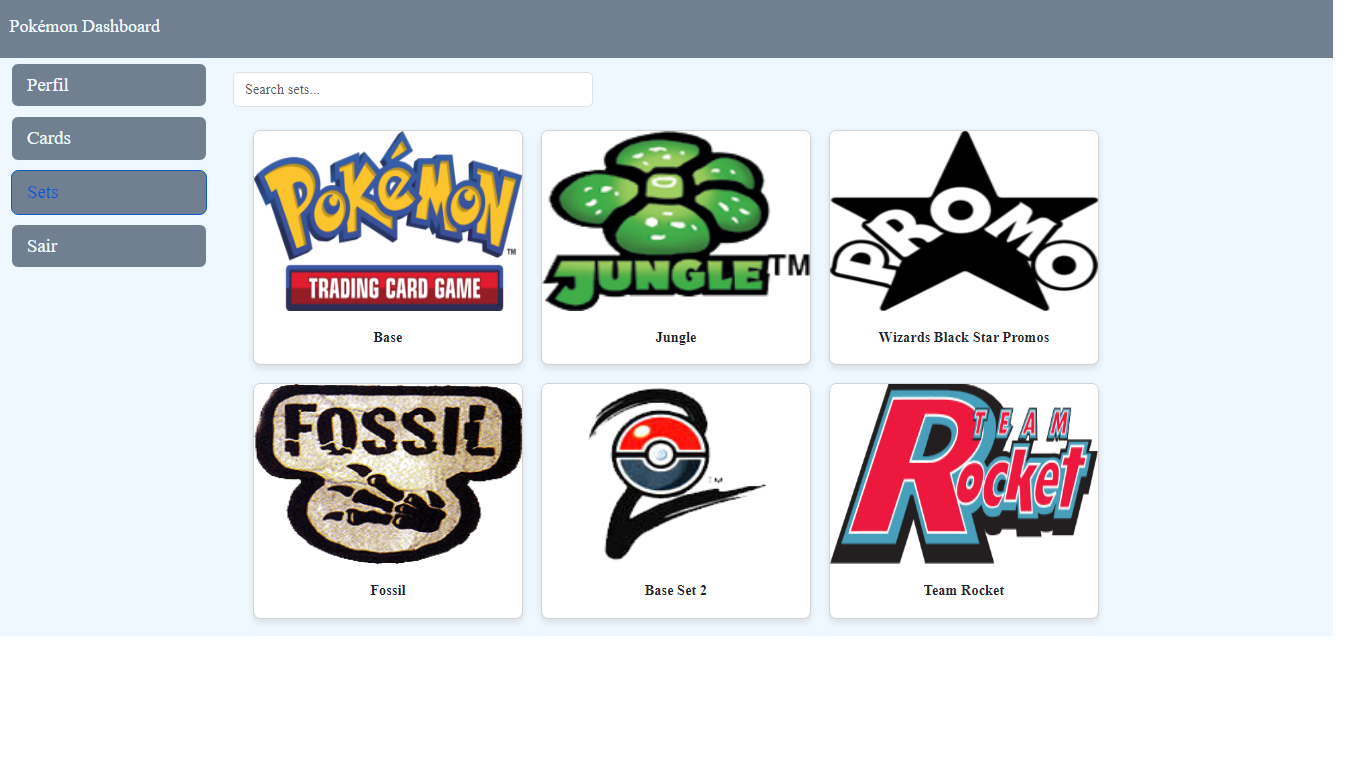 Pokémon Dashboard
Perfil
Cards
Sets
Sair
Search sets...
POKéMON
TM
TRADING CARD GAME
Base
JUNGLE TM
Jungle
PROMO
Wizards Black Star Promos
FOSSIL
Fossil
TM
Base Set 2
TEAM
Rocket
Team Rocket